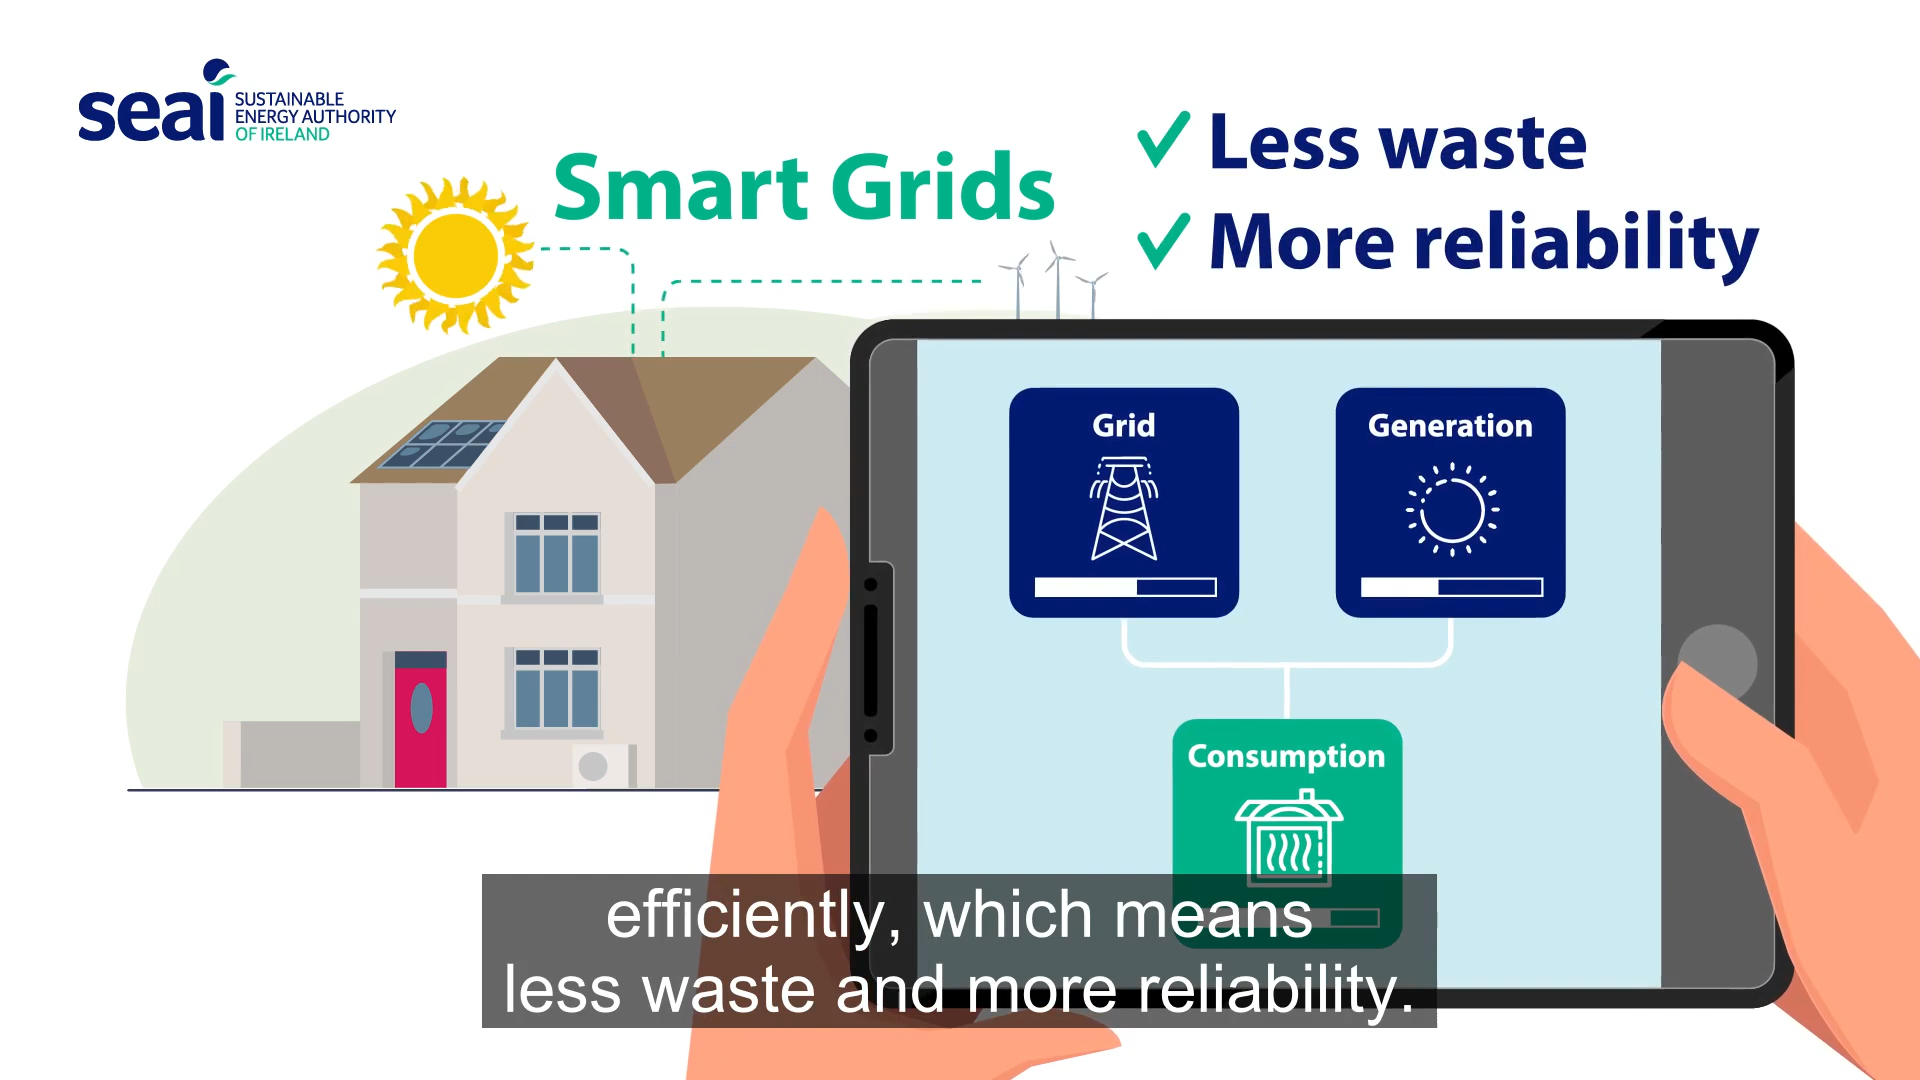 seai
SUSTAINABLE
ENERGY AUTHORITY
OF IRELAND
Smart Grids
Less waste
More reliability
Grid
Generation
Consumption
efficiently, which means
less waste and more reliability.